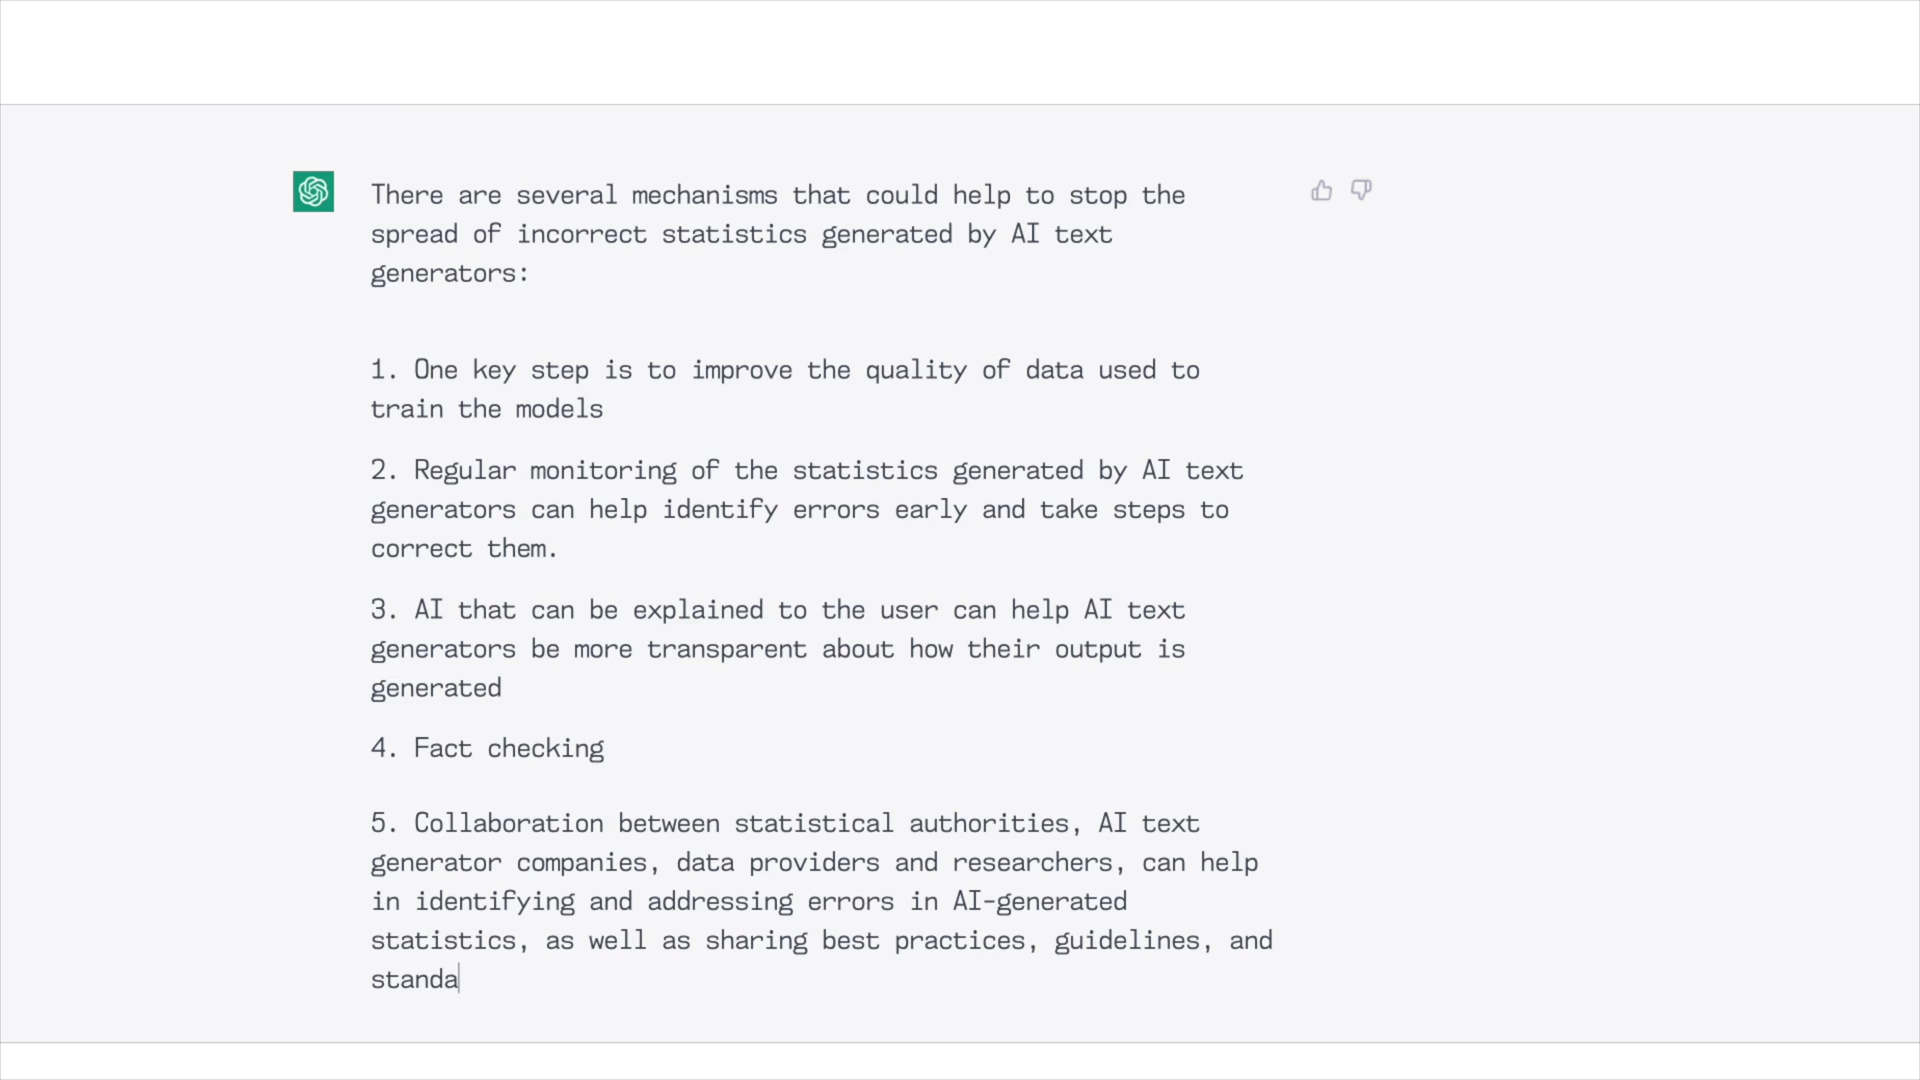 There are several mechanisms that could help to stop the
spread of incorrect statistics generated by AI text
generators:
1. One key step is to improve the quality of data used to
train the models
2. Regular monitoring of the statistics generated by AI text
generators can help identify errors early and take steps to
correct them.
3. AI that can be explained to the user can help AI text
generators be more transparent about how their output is
generated
4. Fact checking
5. Collaboration between statistical authorities, AI text
generator companies, data providers and researchers, can help
in identifying and addressing errors in AI-generated
statistics, as well as sharing best practices, guidelines, and
standa